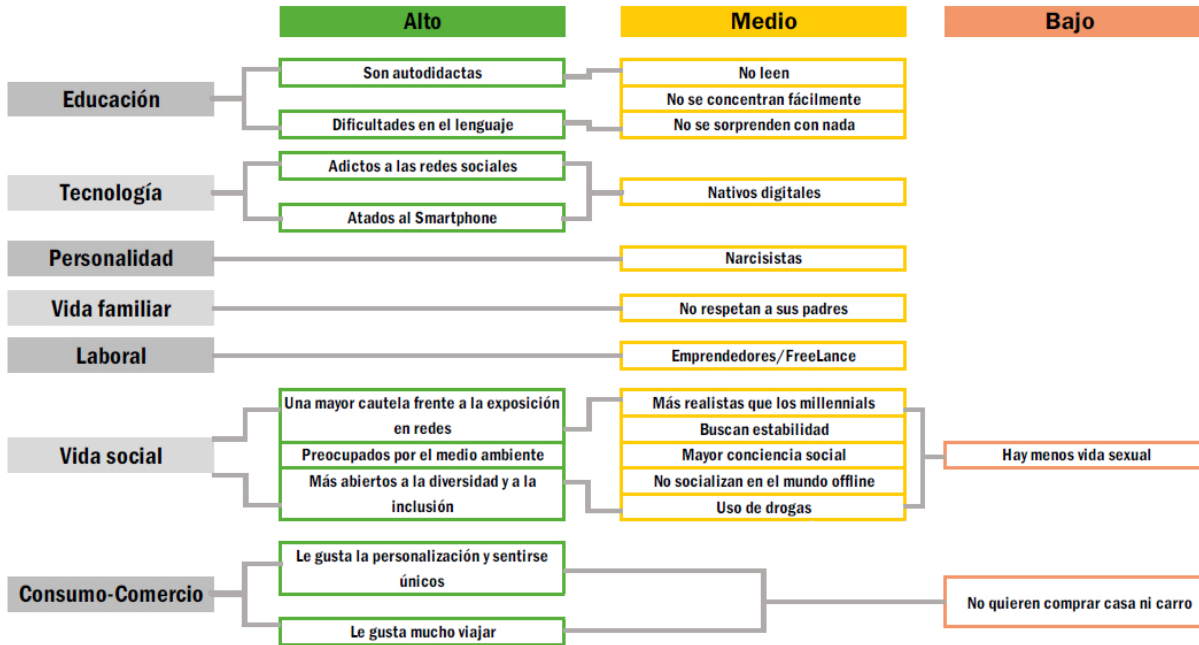 Alto Medio Bajo
Educación
Son autodidactas
Dificultades en el lenguaje
No leen
No se concentran fácilmente
No se sorprenden con nada
Tecnología
Adictos a las redes sociales
Atados al Smartphone
Nativos digitales
Personalidad
Narcisistas
Vida familiar
No respetan a sus padres
Laboral
Emprendedores/FreeLance
Vida social
Una mayor cautela frente a la exposición
en redes
Preocupados por el medio ambiente
Más abiertos a la diversidad y a la
inclusión
Más realistas que los millennials
Buscan estabilidad
Mayor conciencia social
No socializan en el mundo offline
Uso de drogas
Hay menos vida sexual
Consumo-Comercio
Le gusta la personalización y sentirse
únicos
Le gusta mucho viajar
No quieren comprar casa ni carro